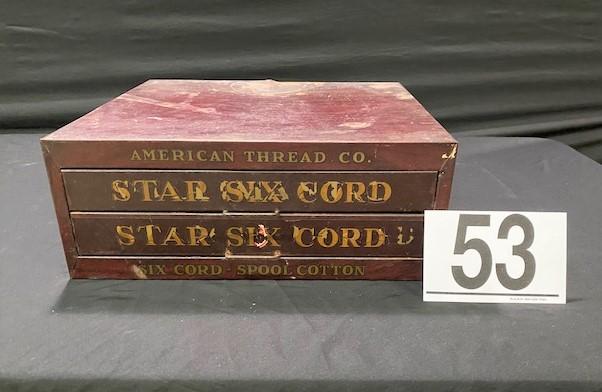 AMERICAN THREAD CO.
STAR SIX CORD
STAR SIX CORD
SIX CORD - SPOOL COTTON
53